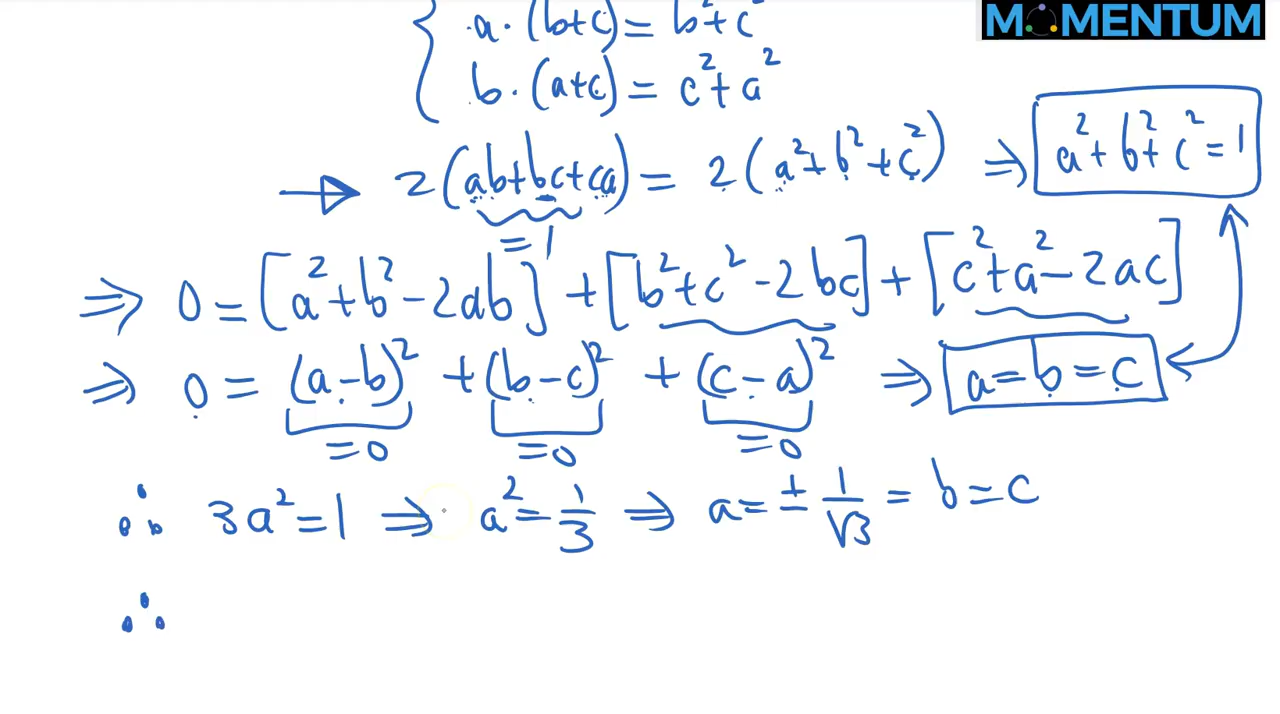 MOMENTUM
a·(b+c) = b²+c²
b·(a+c) = c²+a²
→ 2(ab+bc+ca) = 2(a²+b²+c²) ⇒ a²+b²+c²=1
=1
⇒ 0=[a²+b²-2ab]+[b²+c²-2bc]+[c²+a²-2ac]
⇒ 0=(a-b)²+(b-c)²+(c-a)² ⇒ a=b=c
=0 =0 =0
∴ 3a²=1 ⇒ a²=1/3 ⇒ a=±1/√3=b=c
∴